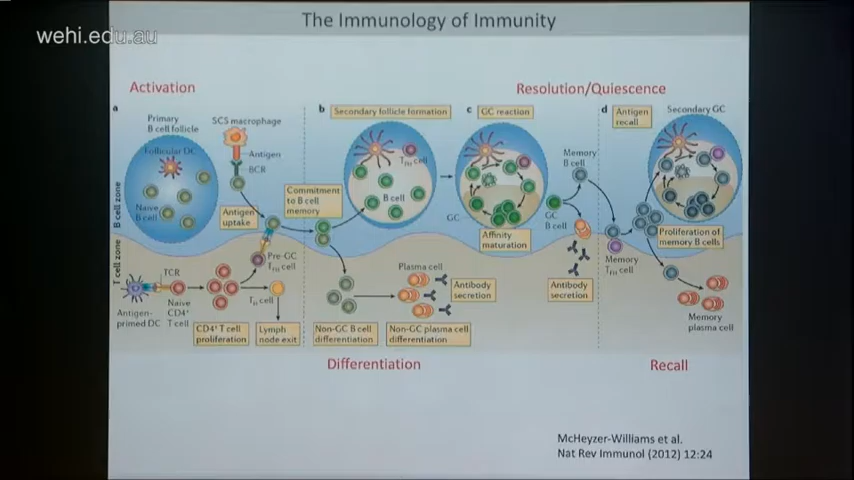 The Immunology of Immunity
wehi.edu.au
Activation
Resolution/Quiescence
a
Primary
B cell follicle
SCS macrophage
Follicular DC
Antigen
BCR
Naive
B cell
Antigen
uptake
B cell zone
T cell zone
TCR
Pre-GC
TFH cell
Antigen-
primed DC
Naive
CD4+
T cell
CD4+ T cell
proliferation
Lymph
node exit
b
Secondary follicle formation
TFH cell
B cell
Commitment
to B cell
memory
Non-GC B cell
differentiation
Plasma cell
Antibody
secretion
Non-GC plasma cell
differentiation
c
GC reaction
GC
Affinity
maturation
Memory
B cell
GC
B cell
Antibody
secretion
d
Antigen
recall
Secondary GC
Proliferation of
memory B cells
Memory
TFH cell
Memory
plasma cell
Differentiation
Recall
McHeyzer-Williams et al.
Nat Rev Immunol (2012) 12:24